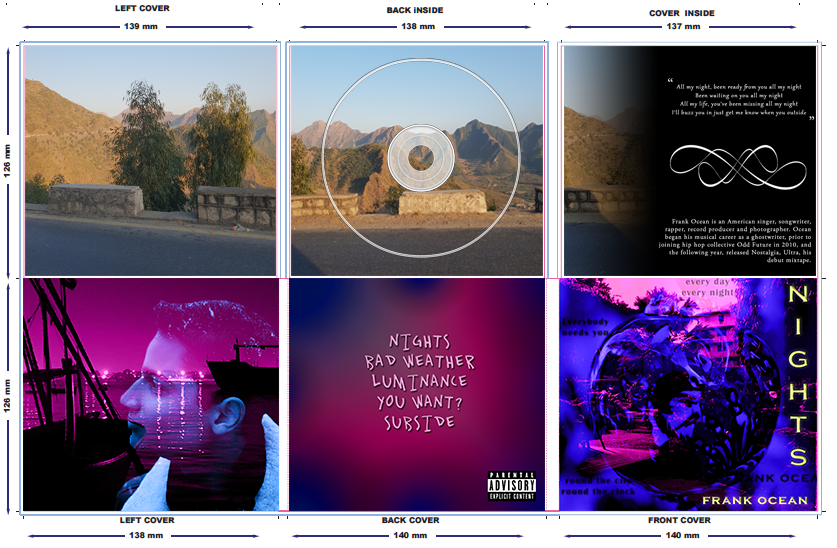 LEFT COVER
BACK iNSIDE
COVER INSIDE
139 mm
138 mm
137 mm
126 mm
“
All my night, been ready from you all my night
Been waiting on you all my night
All my life, you've been missing all my night
I'll buzz you in just get me know when you outside
”
Frank Ocean is an American singer, songwriter,
rapper, record producer and photographer. Ocean
began his musical career as a ghostwriter, prior to
joining hip hop collective Odd Future in 2010, and
the following year, released Nostalgia, Ultra, his
debut mixtape.
126 mm
NIGHTS
BAD WEATHER
LUMINANCE
YOU WANT?
SUBSIDE
PARENTAL
ADVISORY
EXPLICIT CONTENT
every day
every night
Everybody
needs you
NIGHTS
round the city
round the clock
FRANK OCEAN
FRANK OCEAN
LEFT COVER
BACK COVER
FRONT COVER
138 mm
140 mm
140 mm